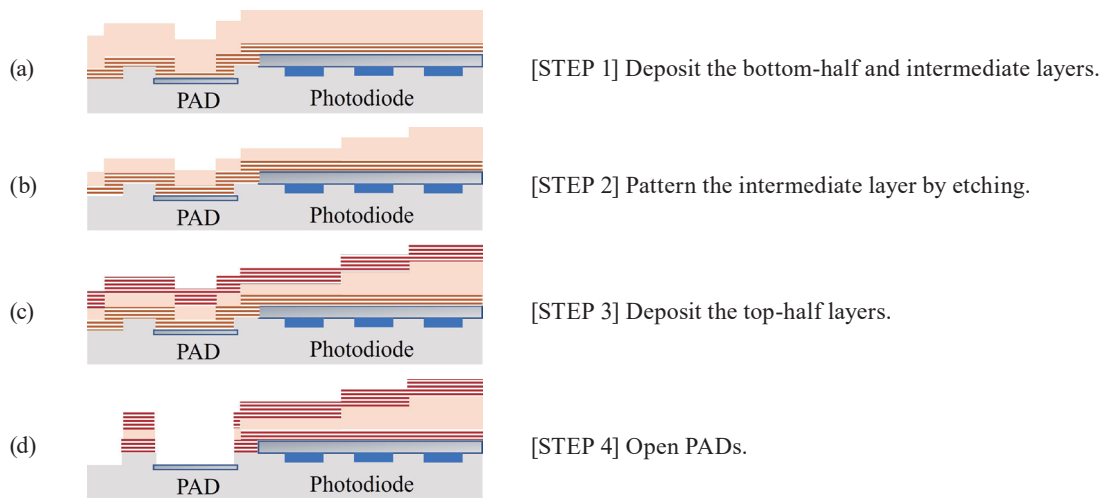 (a)
[STEP 1] Deposit the bottom-half and intermediate layers.
PAD
Photodiode
(b)
[STEP 2] Pattern the intermediate layer by etching.
PAD
Photodiode
(c)
[STEP 3] Deposit the top-half layers.
PAD
Photodiode
(d)
[STEP 4] Open PADs.
PAD
Photodiode